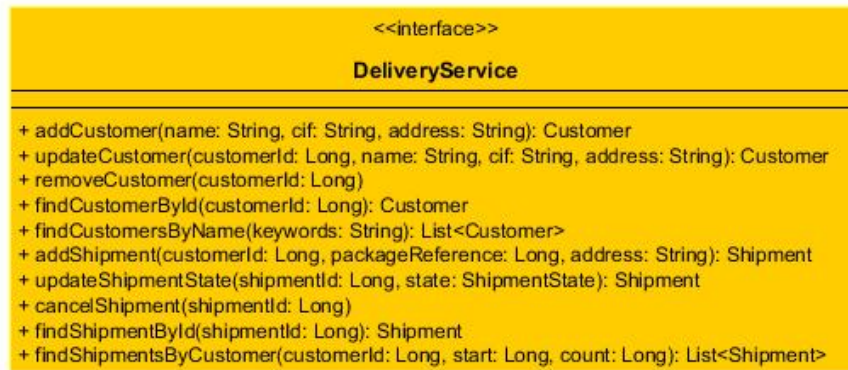 <<interface>>
DeliveryService
+ addCustomer(name: String, cif: String, address: String): Customer
+ updateCustomer(customerId: Long, name: String, cif: String, address: String): Customer
+ removeCustomer(customerId: Long)
+ findCustomerById(customerId: Long): Customer
+ findCustomersByName(keywords: String): List<Customer>
+ addShipment(customerId: Long, packageReference: Long, address: String): Shipment
+ updateShipmentState(shipmentId: Long, state: ShipmentState): Shipment
+ cancelShipment(shipmentId: Long)
+ findShipmentById(shipmentId: Long): Shipment
+ findShipmentsByCustomer(customerId: Long, start: Long, count: Long): List<Shipment>